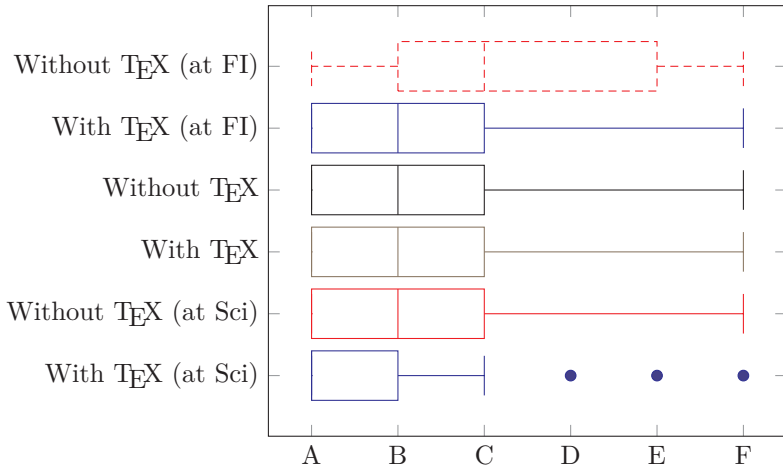 Without TEX (at FI)
With TEX (at FI)
Without TEX
With TEX
Without TEX (at Sci)
With TEX (at Sci)
A B C D E F